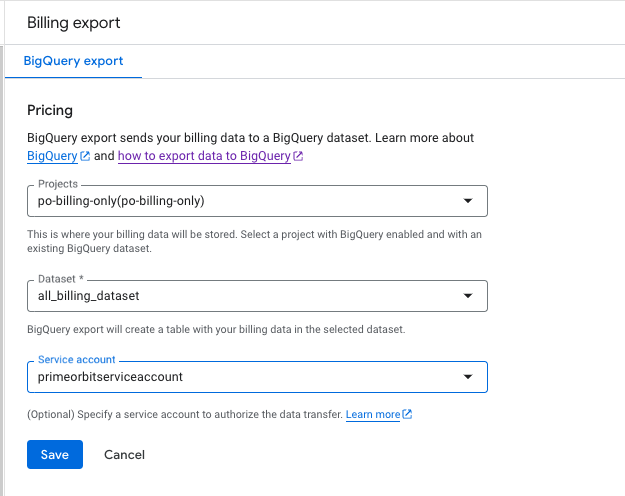 Billing export
BigQuery export
Pricing
BigQuery export sends your billing data to a BigQuery dataset. Learn more about
BigQuery and how to export data to BigQuery
Projects
po-billing-only(po-billing-only)
This is where your billing data will be stored. Select a project with BigQuery enabled and with an
existing BigQuery dataset.
Dataset *
all_billing_dataset
BigQuery export will create a table with your billing data in the selected dataset.
Service account
primeorbitserviceaccount
(Optional) Specify a service account to authorize the data transfer. Learn more
Save Cancel